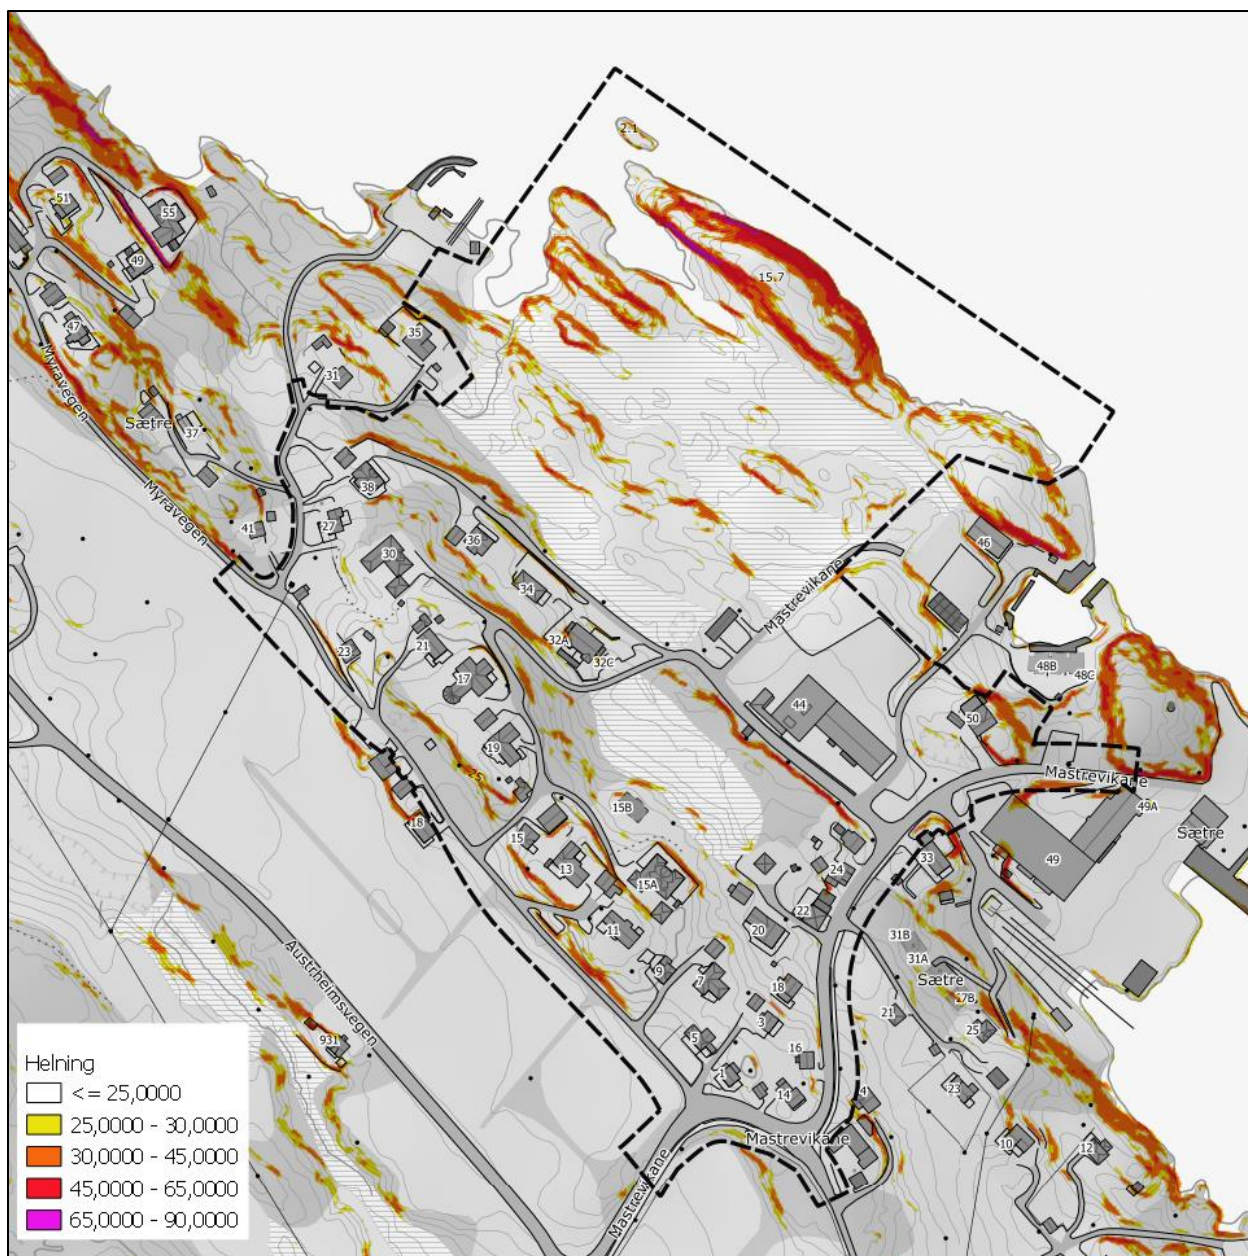 2.1
51
55
49
15.7
47
35
31
Myravegen
Sætre
37
38
Myravegen
41
27
36
46
30
34
Mastrevikane
23
21
32A
32C
48B
48C
17
44
50
19
25
Mastrevikane
15B
49A
18
15
Sætre
13
24
33
49
15A
22
11
20
31B
31A
9
7
Sætre
Austrheimsvegen
18
27B
3
21
25
931
5
16
1
23
14
4
Mastrevikane
10
12
Mastrevikane
Helning
<= 25,0000
25,0000 - 30,0000
30,0000 - 45,0000
45,0000 - 65,0000
65,0000 - 90,0000